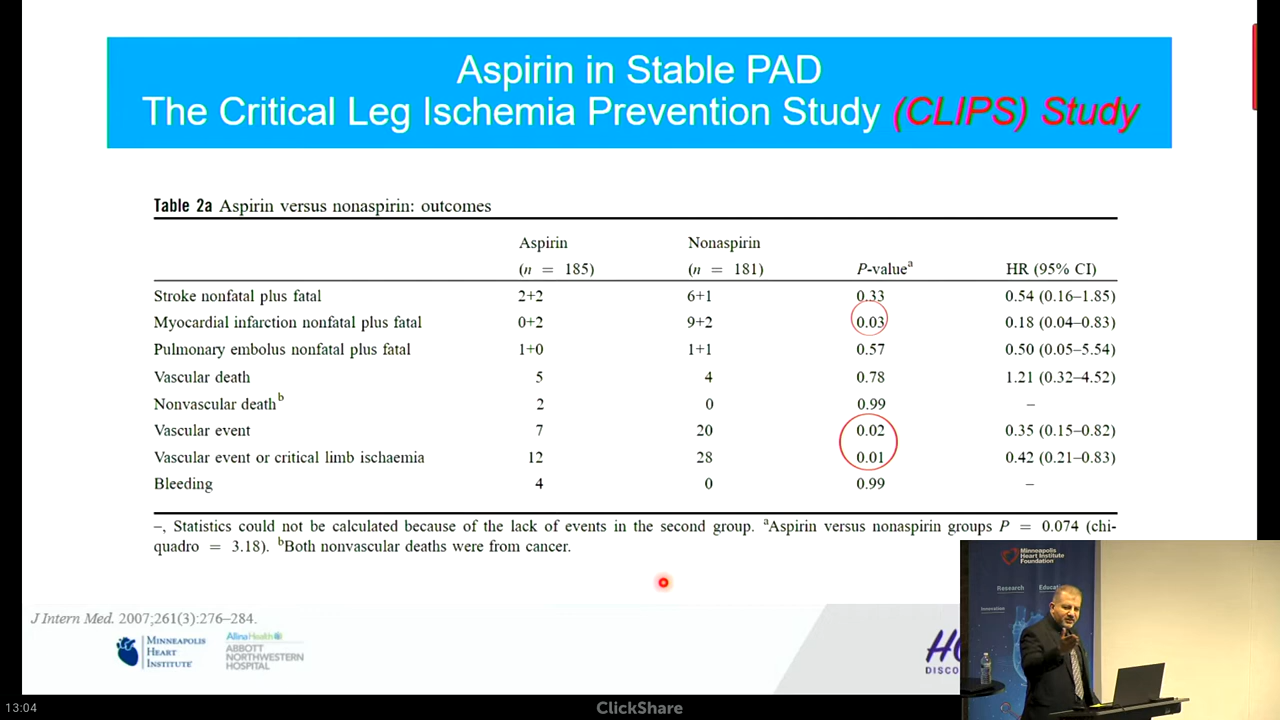 Aspirin in Stable PAD
The Critical Leg Ischemia Prevention Study (CLIPS) Study
Table 2a Aspirin versus nonaspirin: outcomes
Aspirin Nonaspirin
(n = 185) (n = 181) P-valueᵃ HR (95% CI)
Stroke nonfatal plus fatal 2+2 6+1 0.33 0.54 (0.16–1.85)
Myocardial infarction nonfatal plus fatal 0+2 9+2 0.03 0.18 (0.04–0.83)
Pulmonary embolus nonfatal plus fatal 1+0 1+1 0.57 0.50 (0.05–5.54)
Vascular death 5 4 0.78 1.21 (0.32–4.52)
Nonvascular deathᵇ 2 0 0.99 –
Vascular event 7 20 0.02 0.35 (0.15–0.82)
Vascular event or critical limb ischaemia 12 28 0.01 0.42 (0.21–0.83)
Bleeding 4 0 0.99 –
–, Statistics could not be calculated because of the lack of events in the second group. ᵃAspirin versus nonaspirin groups P = 0.074 (chi-
quadro = 3.18). ᵇBoth nonvascular deaths were from cancer.
J Intern Med. 2007;261(3):276–284.
MINNEAPOLIS
HEART
INSTITUTE
Allina Health
ABBOTT
NORTHWESTERN
HOSPITAL
DISCO
Minneapolis
Heart Institute
Foundation
Research
Innovation
13:04
ClickShare